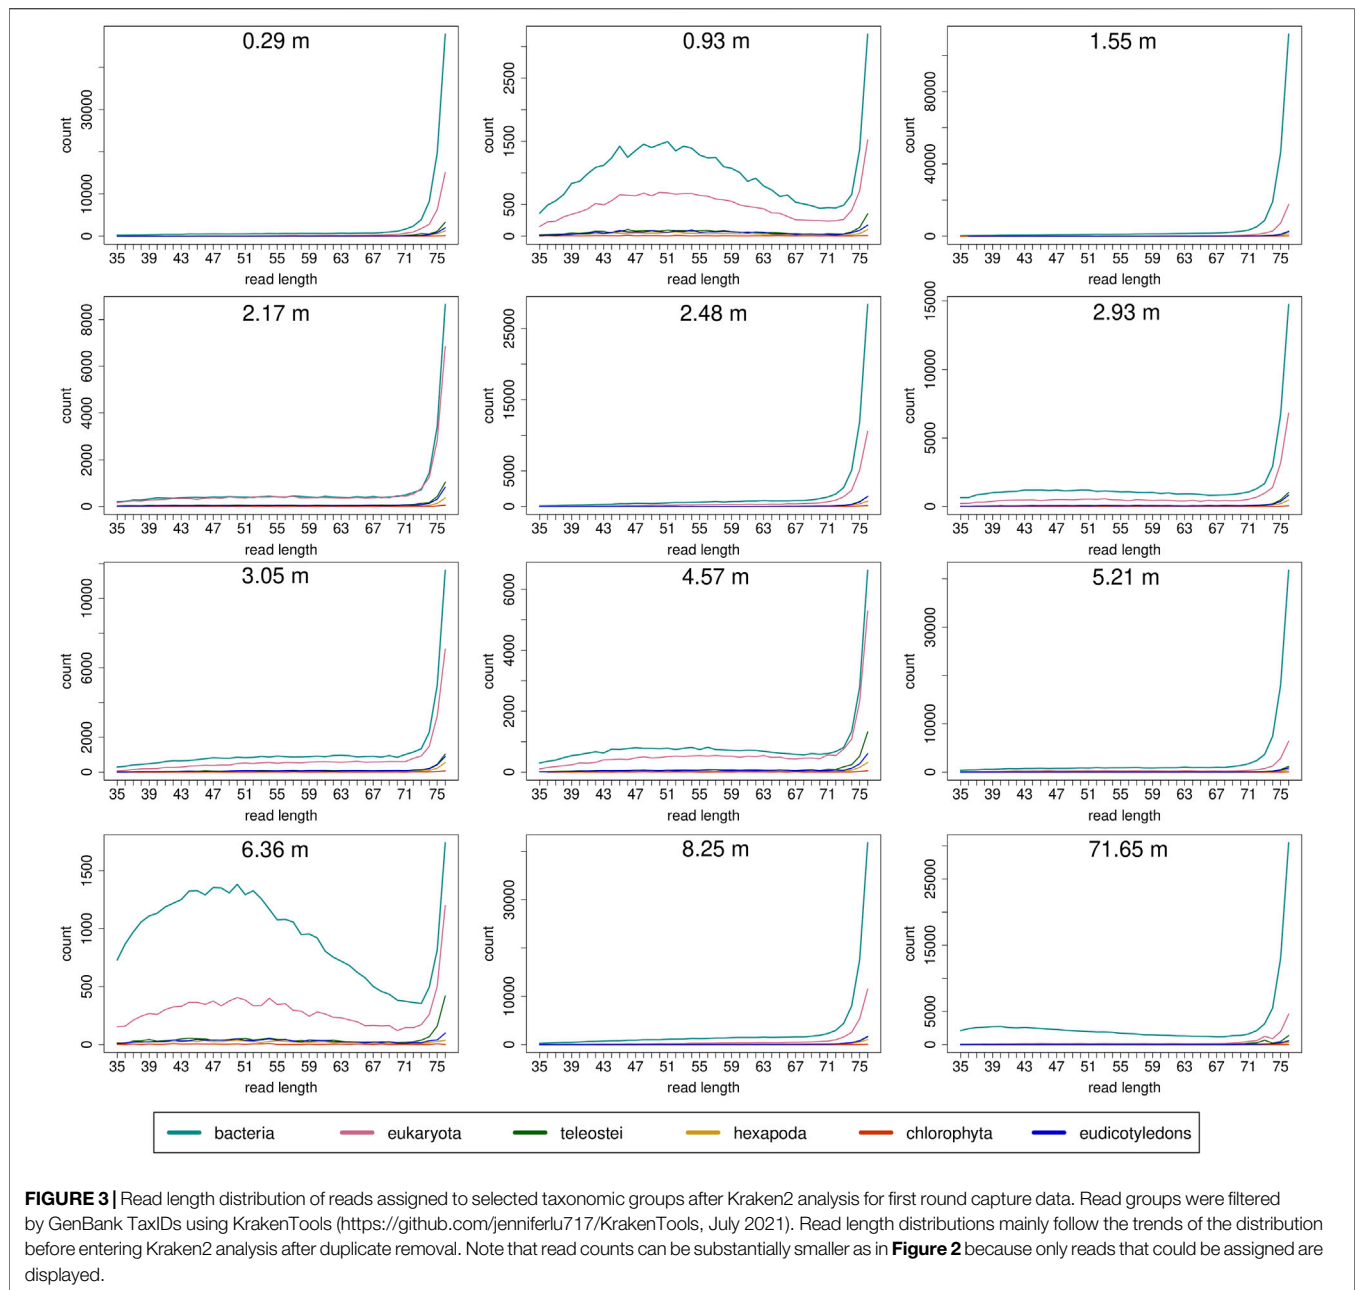 0.29 m
count
0 10000 30000
35 39 43 47 51 55 59 63 67 71 75
read length
0.93 m
count
0 500 1500 2500
35 39 43 47 51 55 59 63 67 71 75
read length
1.55 m
count
0 40000 80000
35 39 43 47 51 55 59 63 67 71 75
read length
2.17 m
count
0 2000 4000 6000 8000
35 39 43 47 51 55 59 63 67 71 75
read length
2.48 m
count
0 5000 15000 25000
35 39 43 47 51 55 59 63 67 71 75
read length
2.93 m
count
0 5000 10000 15000
35 39 43 47 51 55 59 63 67 71 75
read length
3.05 m
count
0 2000 6000 10000
35 39 43 47 51 55 59 63 67 71 75
read length
4.57 m
count
0 2000 4000 6000
35 39 43 47 51 55 59 63 67 71 75
read length
5.21 m
count
0 10000 30000
35 39 43 47 51 55 59 63 67 71 75
read length
6.36 m
count
0 500 1000 1500
35 39 43 47 51 55 59 63 67 71 75
read length
8.25 m
count
0 10000 30000
35 39 43 47 51 55 59 63 67 71 75
read length
71.65 m
count
0 5000 15000 25000
35 39 43 47 51 55 59 63 67 71 75
read length
bacteria eukaryota teleostei hexapoda chlorophyta eudicotyledons
FIGURE 3 | Read length distribution of reads assigned to selected taxonomic groups after Kraken2 analysis for first round capture data. Read groups were filtered
by GenBank TaxIDs using KrakenTools (https://github.com/jenniferlu717/KrakenTools, July 2021). Read length distributions mainly follow the trends of the distribution
before entering Kraken2 analysis after duplicate removal. Note that read counts can be substantially smaller as in Figure 2 because only reads that could be assigned are
displayed.